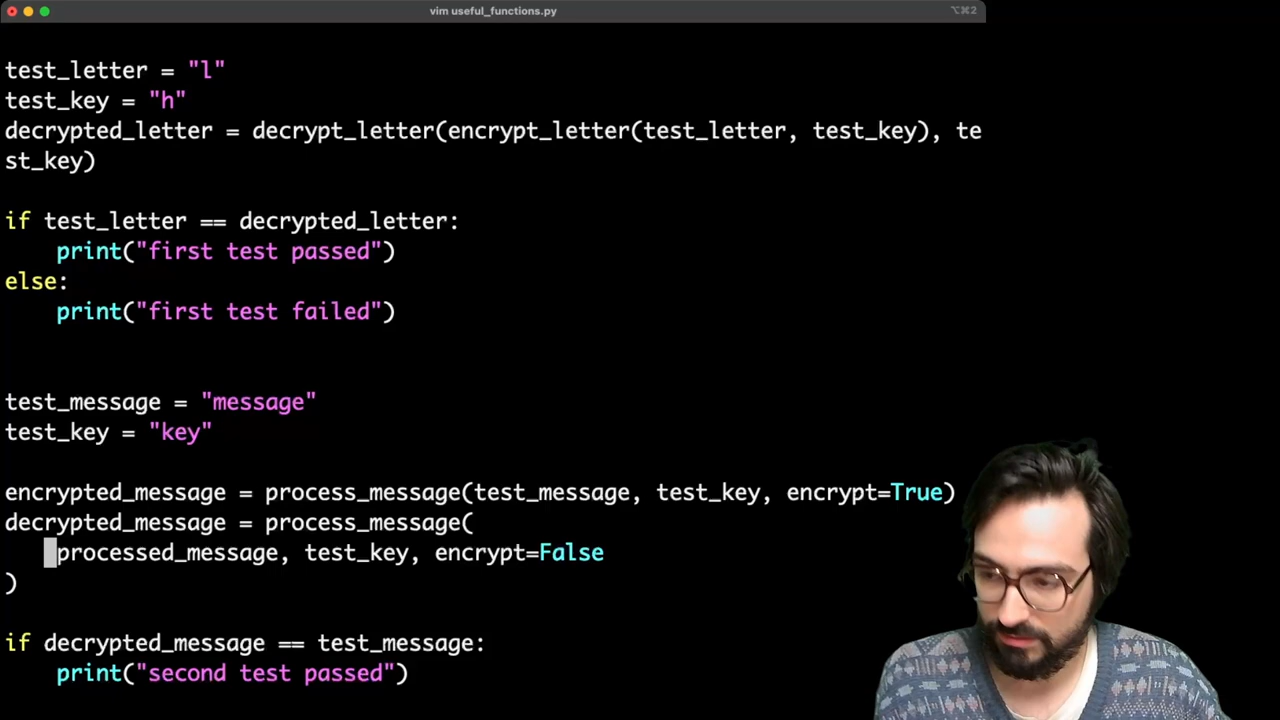 vim useful_functions.py
⌥⌘2
test_letter = "l"
test_key = "h"
decrypted_letter = decrypt_letter(encrypt_letter(test_letter, test_key), te
st_key)
if test_letter == decrypted_letter:
    print("first test passed")
else:
    print("first test failed")
test_message = "message"
test_key = "key"
encrypted_message = process_message(test_message, test_key, encrypt=True)
decrypted_message = process_message(
    processed_message, test_key, encrypt=False
)
if decrypted_message == test_message:
    print("second test passed")